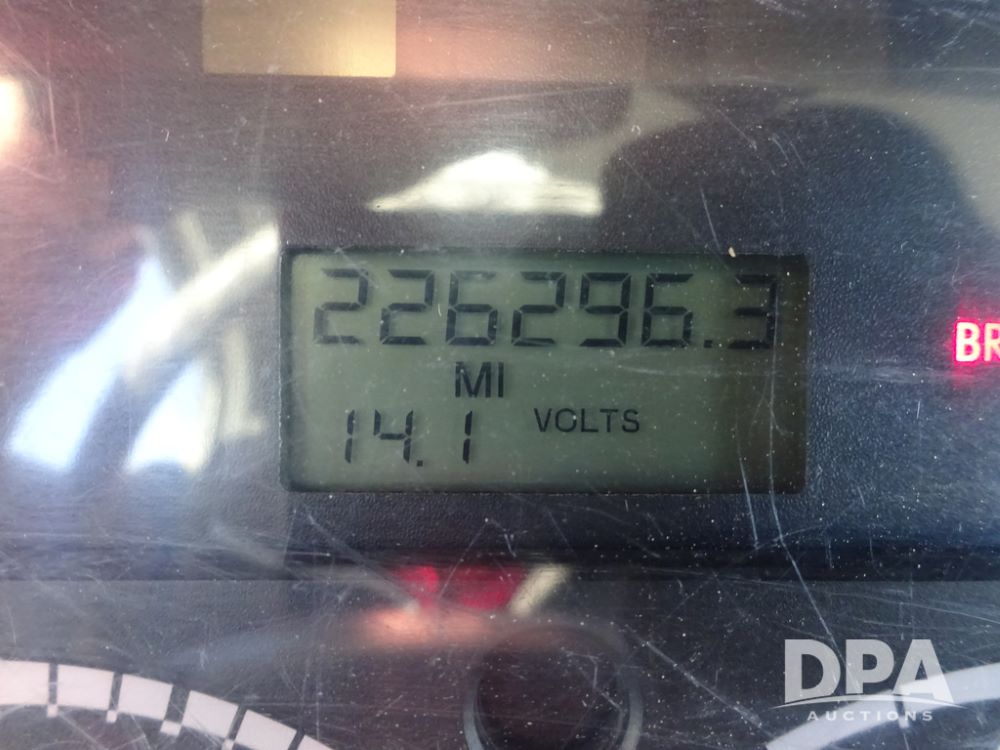 226296.3
MI
14.1 VOLTS
BR
DPA
AUCTIONS